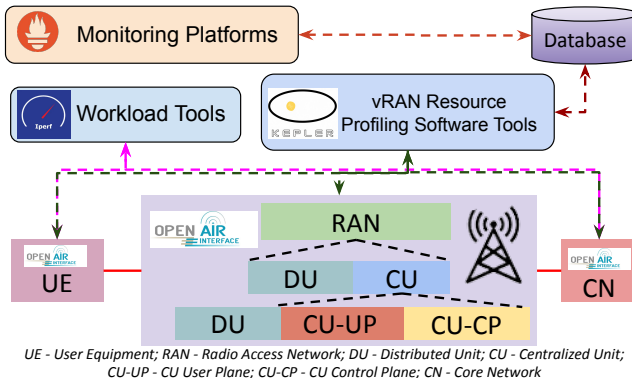 Monitoring Platforms
Database
Iperf
Workload Tools
KEPLER
vRAN Resource
Profiling Software Tools
OPEN AIR
INTERFACE
RAN
OPEN AIR
INTERFACE
UE
OPEN AIR
INTERFACE
CN
DU
CU
DU
CU-UP
CU-CP
UE - User Equipment; RAN - Radio Access Network; DU - Distributed Unit; CU - Centralized Unit;
CU-UP - CU User Plane; CU-CP - CU Control Plane; CN - Core Network